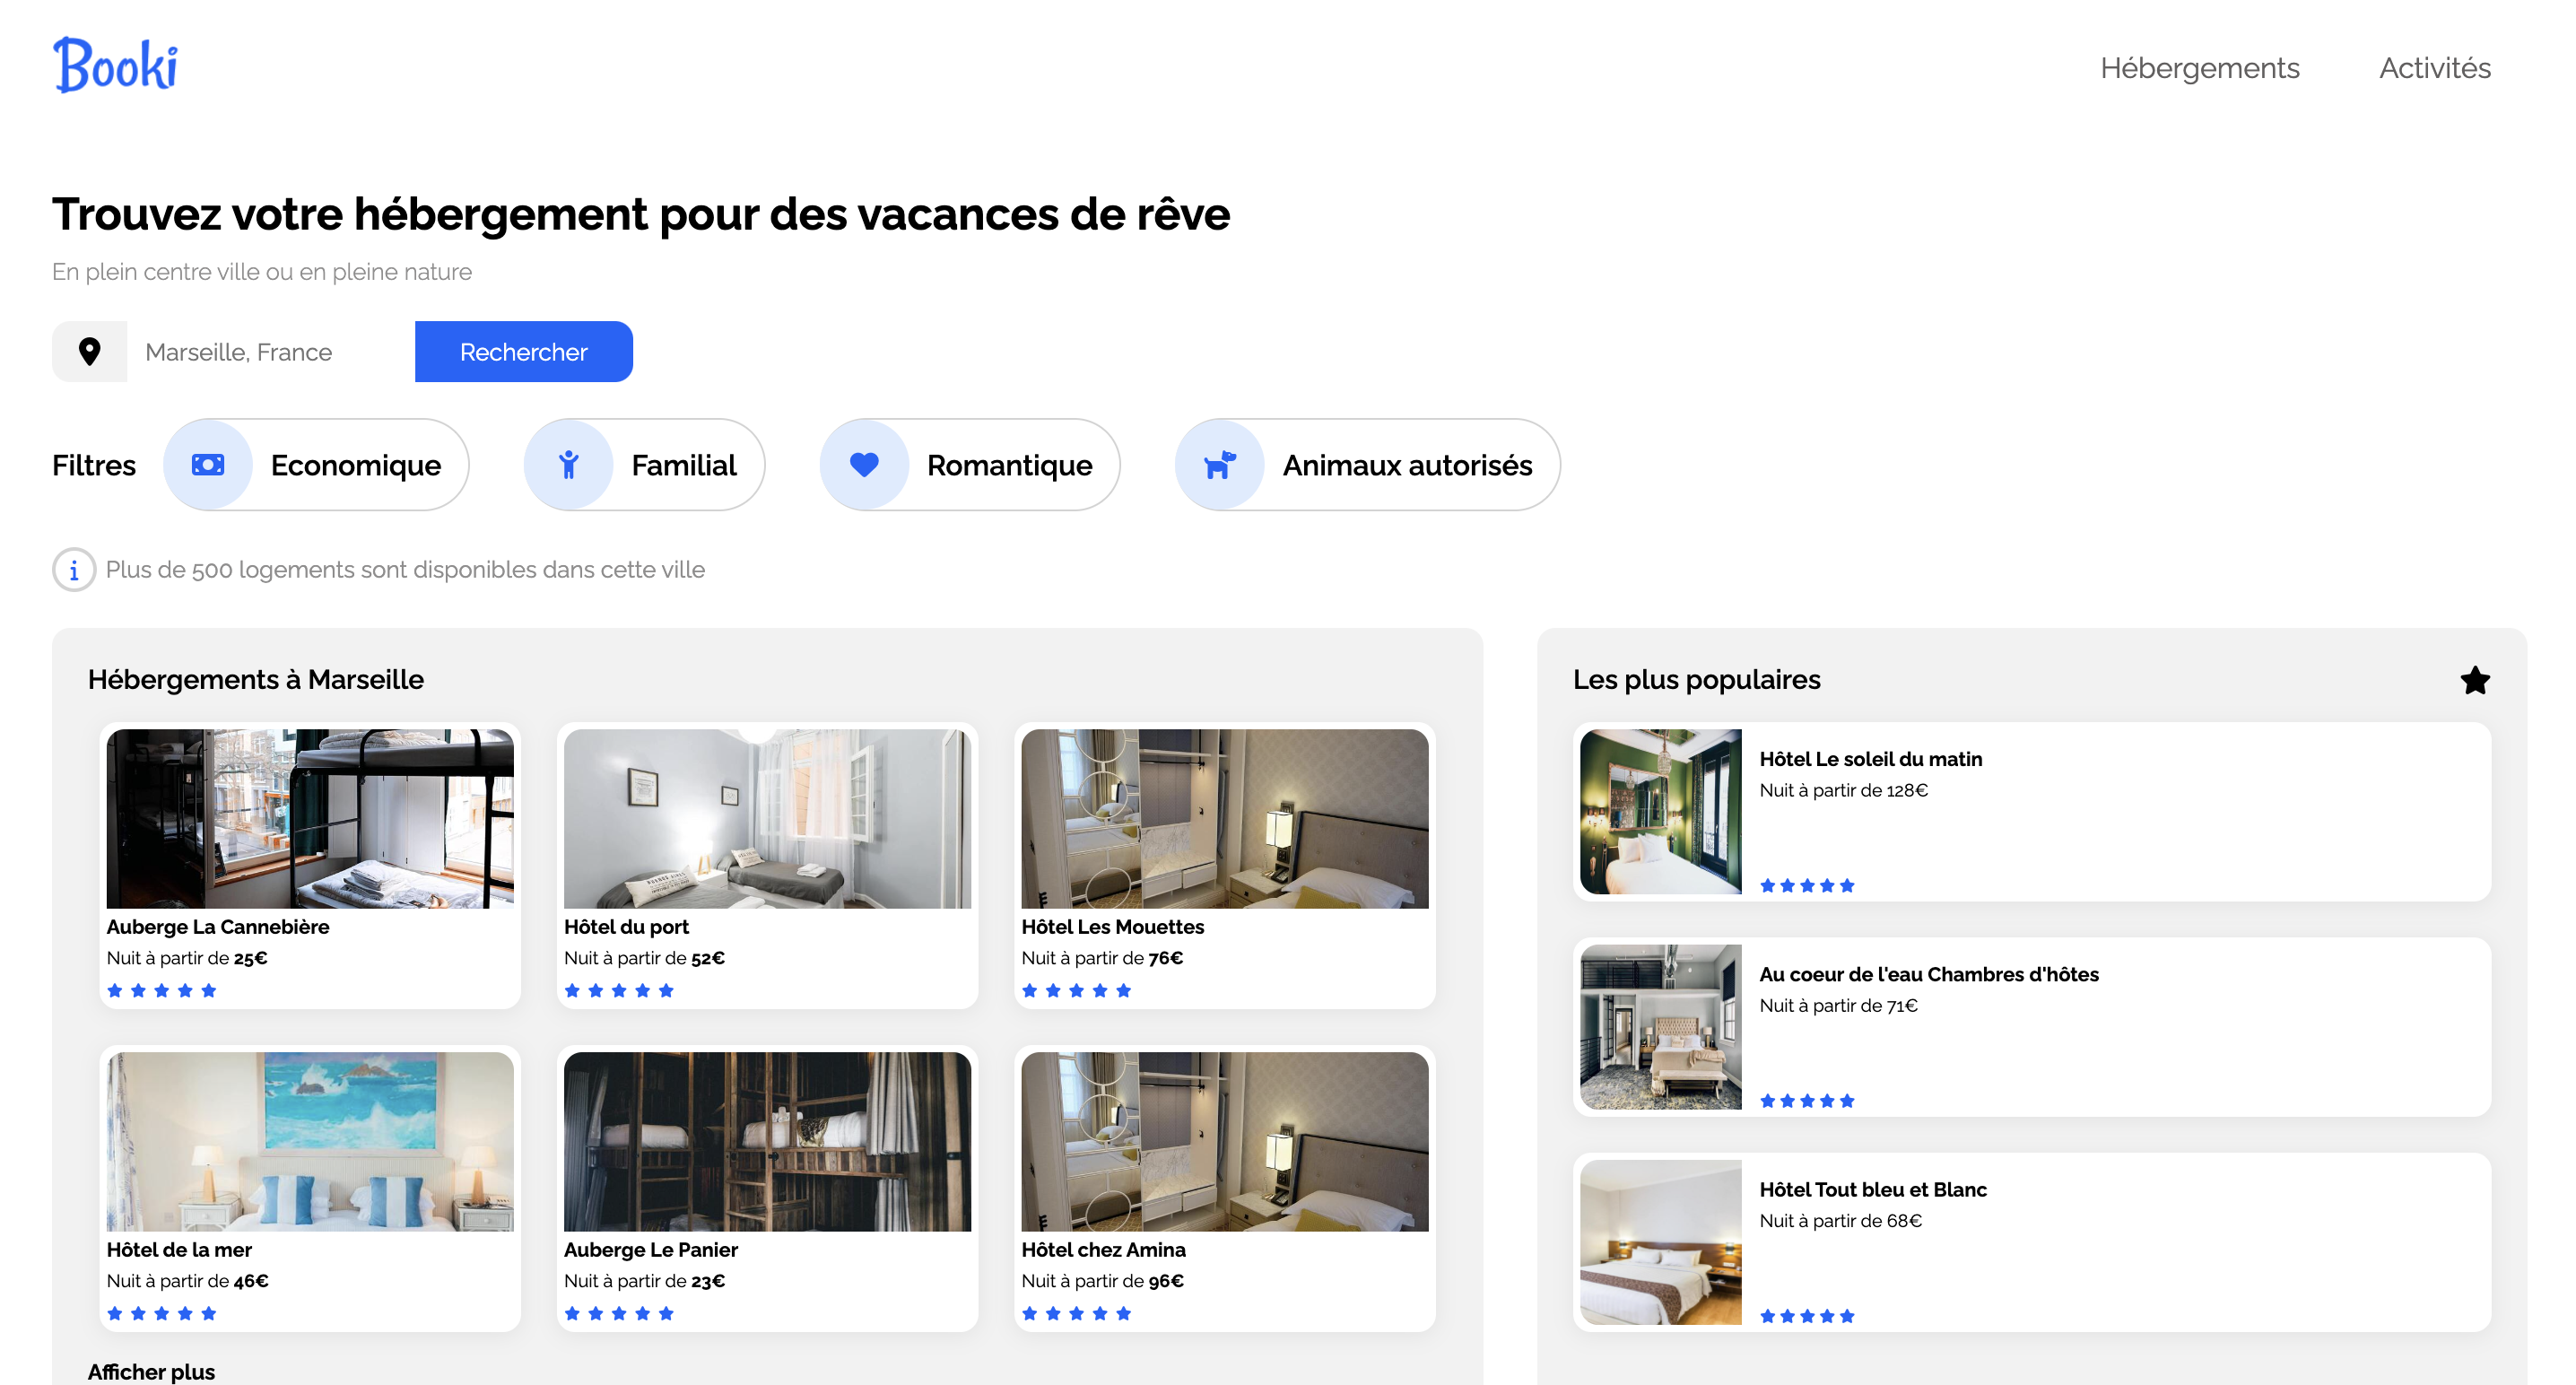 Booki
Hébergements
Activités
Trouvez votre hébergement pour des vacances de rêve
En plein centre ville ou en pleine nature
Marseille, France
Rechercher
Filtres
Economique
Familial
Romantique
Animaux autorisés
Plus de 500 logements sont disponibles dans cette ville
Hébergements à Marseille
Auberge La Cannebière
Nuit à partir de 25€
Hôtel du port
Nuit à partir de 52€
Hôtel Les Mouettes
Nuit à partir de 76€
Hôtel de la mer
Nuit à partir de 46€
Auberge Le Panier
Nuit à partir de 23€
Hôtel chez Amina
Nuit à partir de 96€
Afficher plus
Les plus populaires
Hôtel Le soleil du matin
Nuit à partir de 128€
Au coeur de l'eau Chambres d'hôtes
Nuit à partir de 71€
Hôtel Tout bleu et Blanc
Nuit à partir de 68€